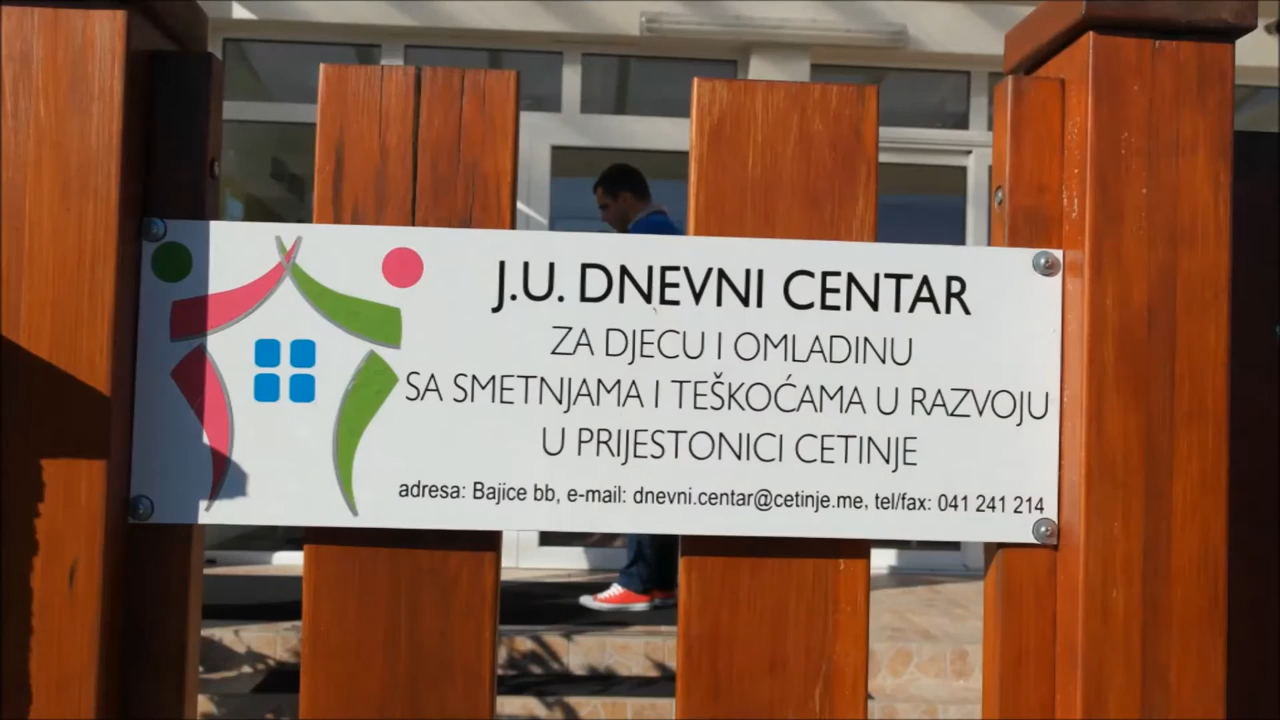 J.U. DNEVNI CENTAR
ZA DJECU I OMLADINU
SA SMETNJAMA I TEŠKOĆAMA U RAZVOJU
U PRIJESTONICI CETINJE
adresa: Bajice bb, e-mail: dnevni.centar@cetinje.me, tel/fax: 041 241 214